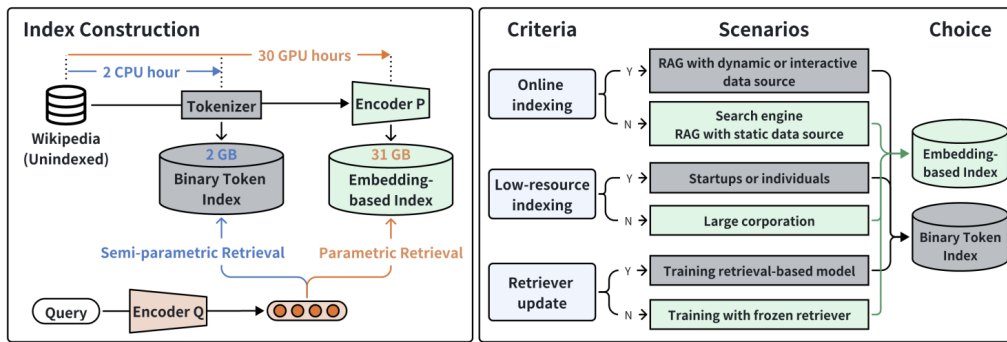 Index Construction
30 GPU hours
2 CPU hour
Tokenizer
Encoder P
Wikipedia
(Unindexed)
2 GB
Binary Token
Index
31 GB
Embedding-
based Index
Semi-parametric Retrieval
Parametric Retrieval
Query
Encoder Q
Criteria
Scenarios
Choice
Online
indexing
Y
RAG with dynamic or interactive
data source
N
Search engine
RAG with static data source
Low-resource
indexing
Y
Startups or individuals
N
Large corporation
Retriever
update
Y
Training retrieval-based model
N
Training with frozen retriever
Embedding-
based Index
Binary Token
Index